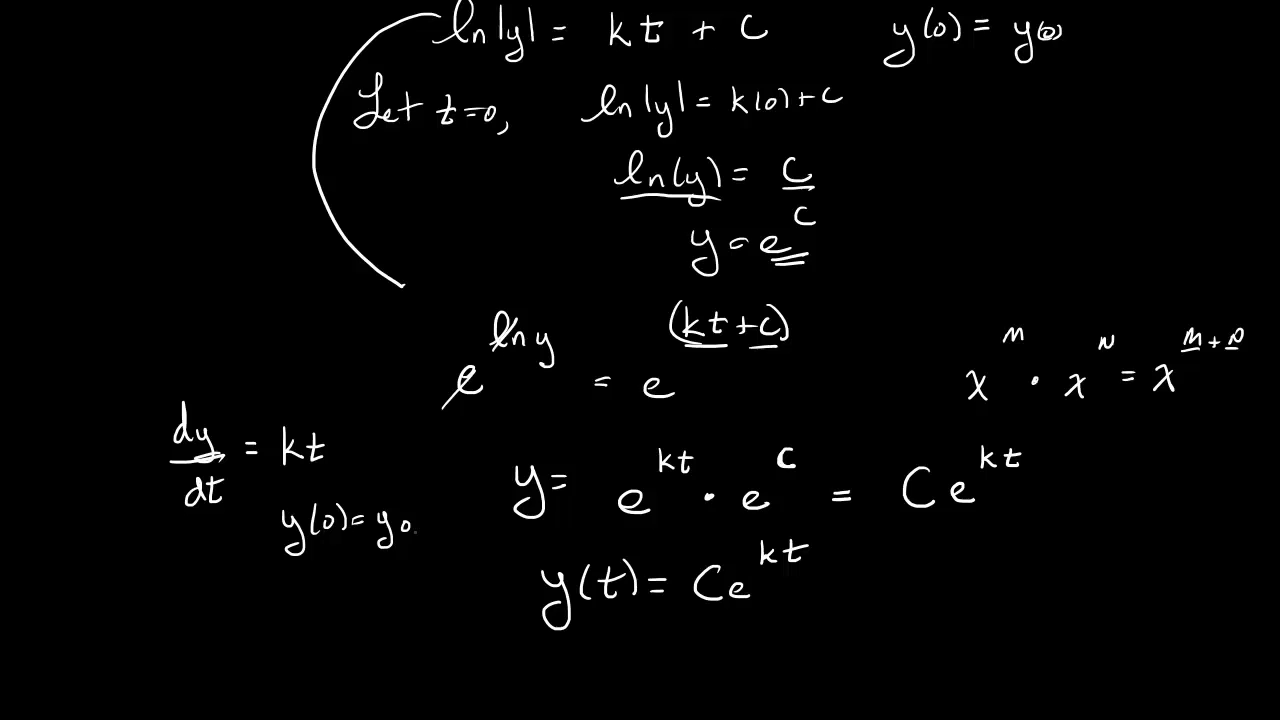 ln|y| = kt + c y(0) = y(0)
Let t=0, ln|y| = k(0) + c
ln(y) = c
y = e^c
e^ln y = e^(kt + c) x^M · x^N = x^M+N
dy/dt = kt
y = e^kt · e^c = Ce^kt
y(0) = y0
y(t) = Ce^kt